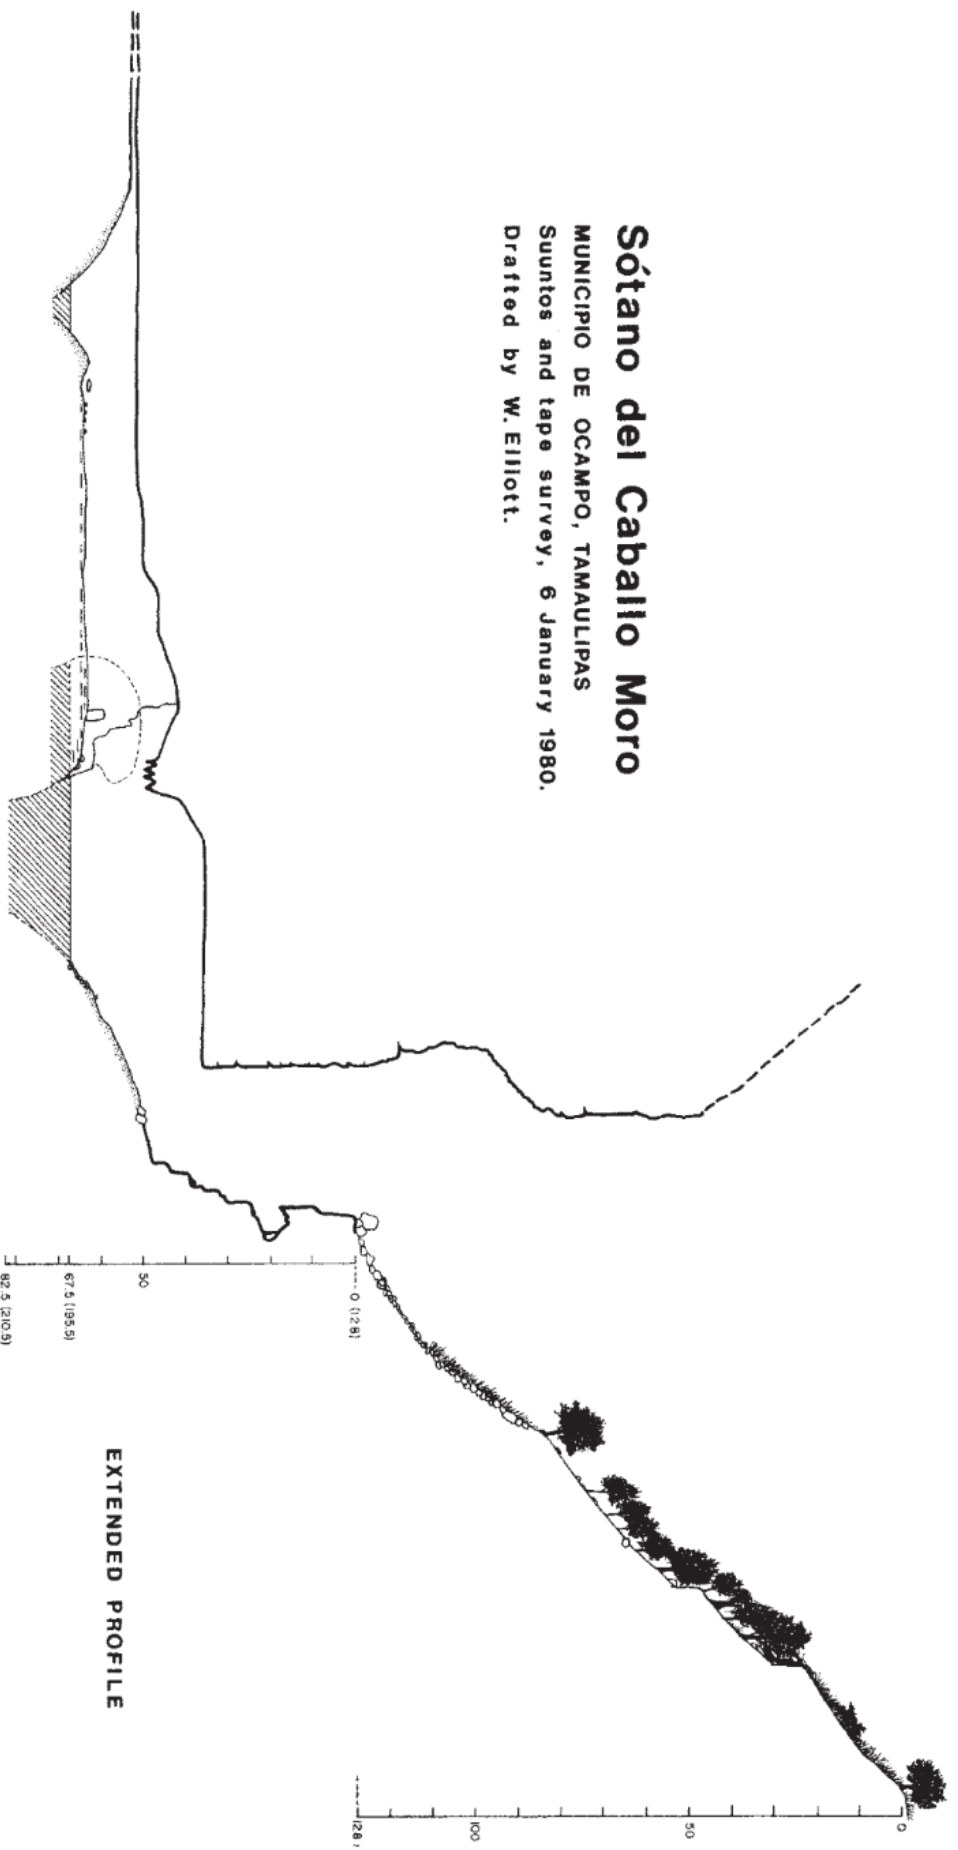 Sótano del Caballo Moro
MUNICIPIO DE OCAMPO, TAMAULIPAS
Suuntos and tape survey, 6 January 1980.
Drafted by W. Elliott.
0
50
100
128.1
0 (128)
50
67.5 (195.5)
82.5 (210.5)
EXTENDED PROFILE